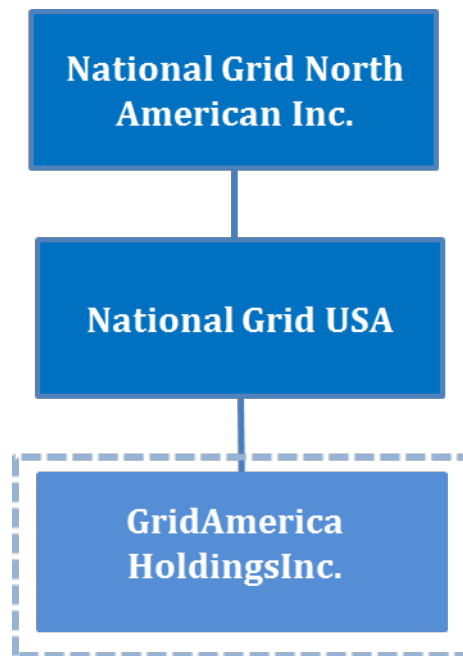 National Grid North
American Inc.
National Grid USA
GridAmerica
HoldingsInc.